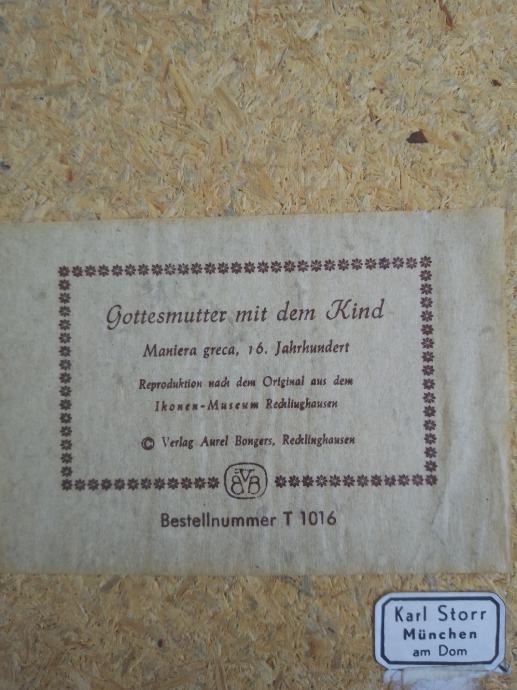 Gottesmutter mit dem Kind
Maniera greca, 16. Jahrhundert
Reproduktion nach dem Original aus dem
Ikonen-Museum Recklinghausen
© Verlag Aurel Bongers, Recklinghausen
Bestellnummer T 1016
Karl Storr
München
am Dom